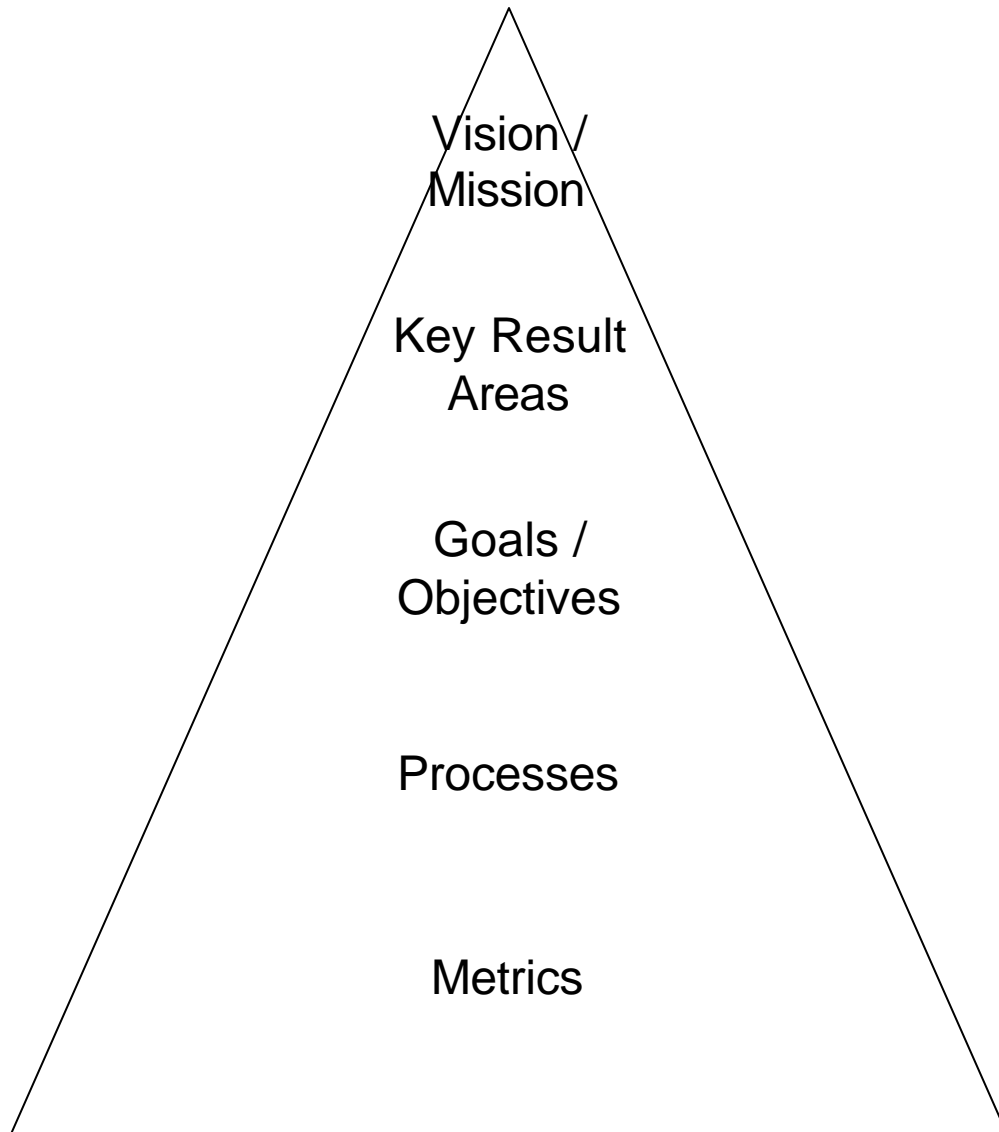 Vision /
Mission
Key Result
Areas
Goals /
Objectives
Processes
Metrics